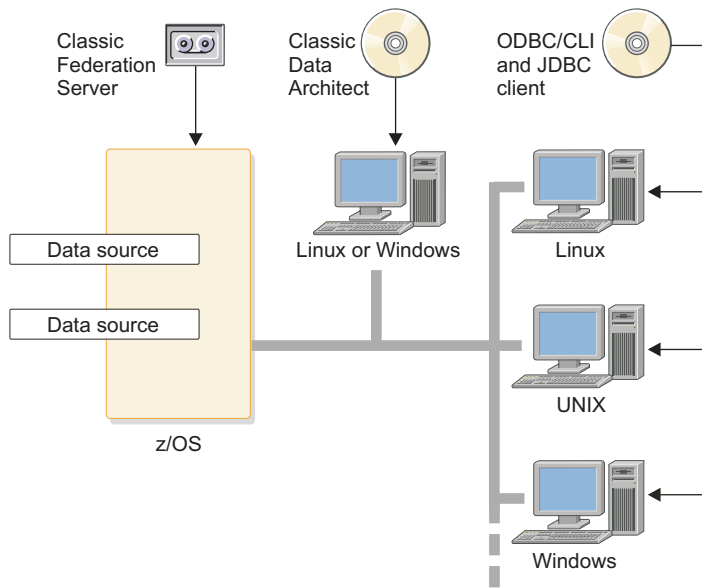 Classic
Federation
Server
Classic
Data
Architect
ODBC/CLI
and JDBC
client
Data source
Data source
z/OS
Linux or Windows
Linux
UNIX
Windows